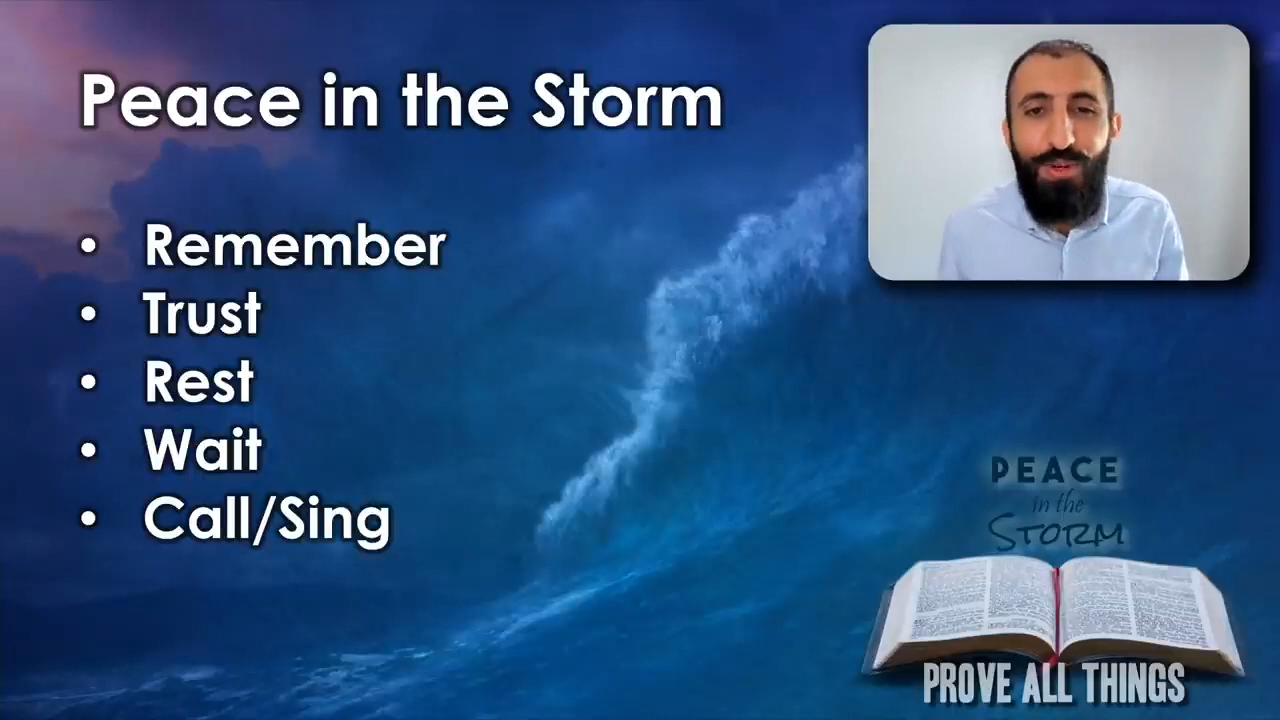 Peace in the Storm
• Remember
• Trust
• Rest
• Wait
• Call/Sing
PEACE
in the
STORM
PROVE ALL THINGS